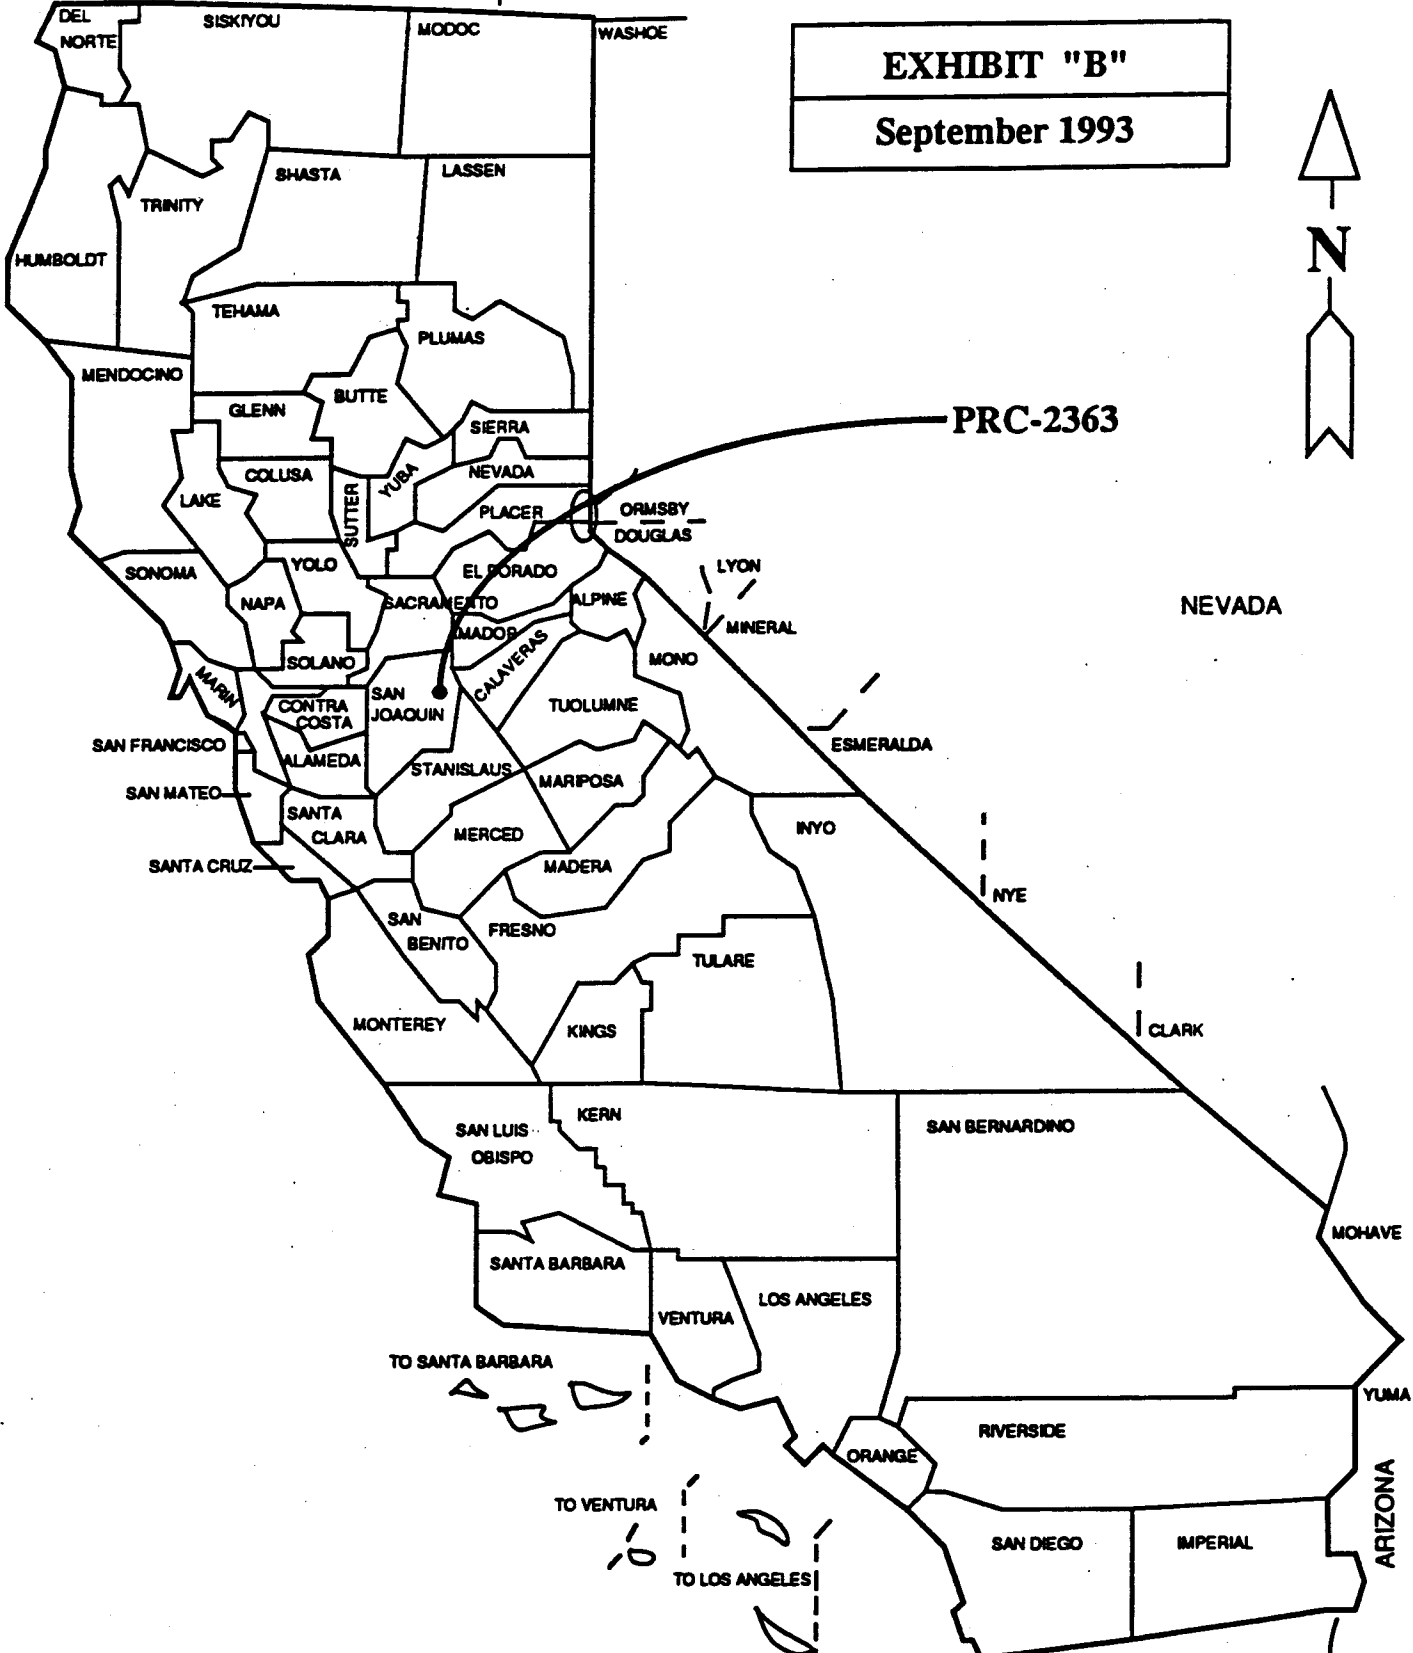 DEL
NORTE
SISKIYOU
MODOC
WASHOE
EXHIBIT "B"
September 1993
N
SHASTA
LASSEN
TRINITY
HUMBOLDT
TEHAMA
PLUMAS
MENDOCINO
BUTTE
GLENN
SIERRA
PRC-2363
COLUSA
YUBA
NEVADA
LAKE
SUTTER
PLACER
ORMSBY
DOUGLAS
SONOMA
YOLO
EL DORADO
LYON
NAPA
SACRAMENTO
ALPINE
NEVADA
AMADOR
MINERAL
SOLANO
CALAVERAS
MONO
MARIN
CONTRA
COSTA
SAN
JOAQUIN
TUOLUMNE
SAN FRANCISCO
ALAMEDA
STANISLAUS
MARIPOSA
ESMERALDA
SAN MATEO
SANTA
CLARA
MERCED
INYO
SANTA CRUZ
MADERA
NYE
SAN
BENITO
FRESNO
TULARE
MONTEREY
KINGS
CLARK
SAN LUIS
OBISPO
KERN
SAN BERNARDINO
MOHAVE
SANTA BARBARA
VENTURA
LOS ANGELES
TO SANTA BARBARA
YUMA
RIVERSIDE
ORANGE
ARIZONA
TO VENTURA
SAN DIEGO
IMPERIAL
TO LOS ANGELES